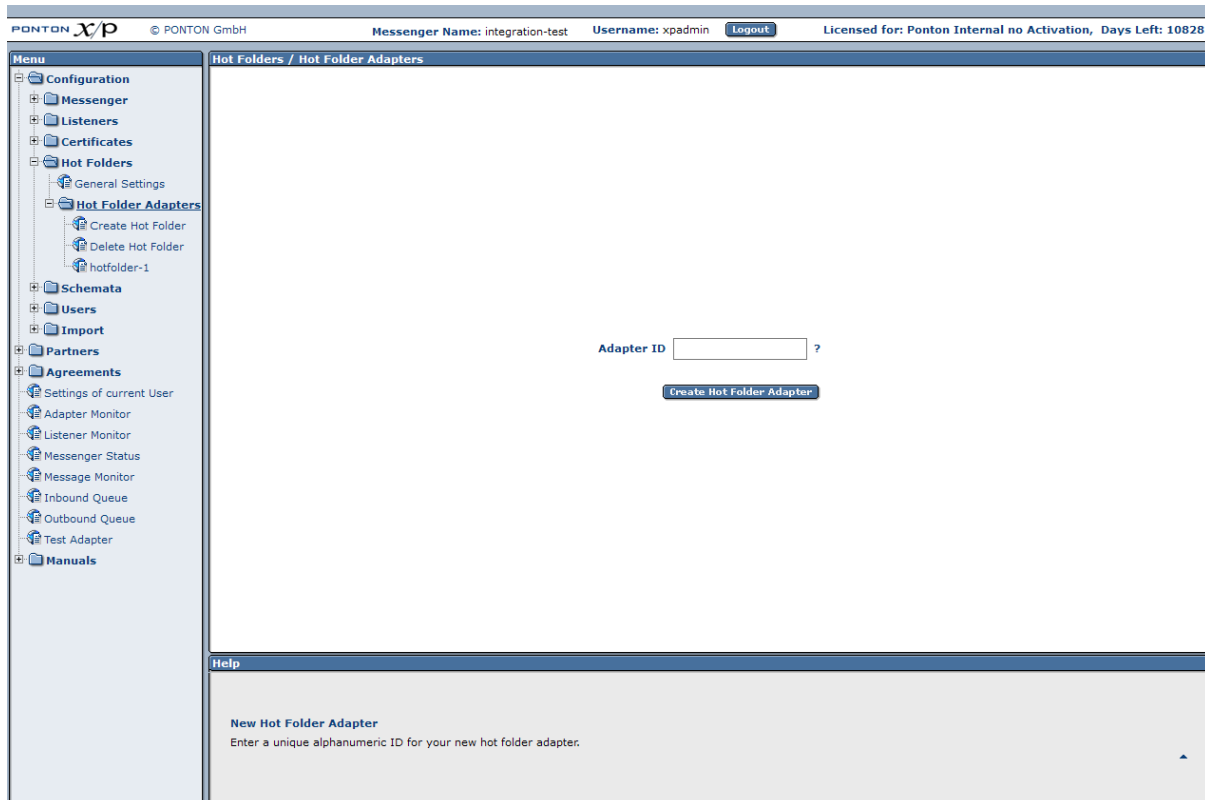 PONTON X/P © PONTON GmbH Messenger Name: integration-test Username: xpadmin Logout Licensed for: Ponton Internal no Activation, Days Left: 10828
Menu
Configuration
Messenger
Listeners
Certificates
Hot Folders
General Settings
Hot Folder Adapters
Create Hot Folder
Delete Hot Folder
hotfolder-1
Schemata
Users
Import
Partners
Agreements
Settings of current User
Adapter Monitor
Listener Monitor
Messenger Status
Message Monitor
Inbound Queue
Outbound Queue
Test Adapter
Manuals
Hot Folders / Hot Folder Adapters
Adapter ID ?
Create Hot Folder Adapter
Help
New Hot Folder Adapter
Enter a unique alphanumeric ID for your new hot folder adapter.